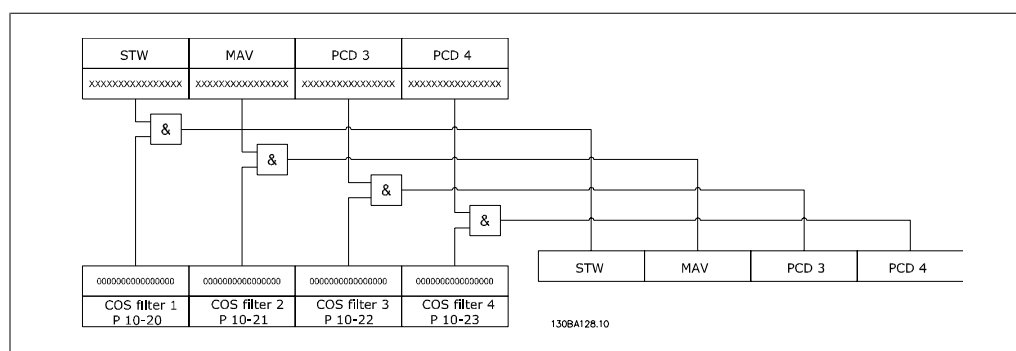 STW MAV PCD 3 PCD 4
XXXXXXXXXXXXXXXX XXXXXXXXXXXXXXXX XXXXXXXXXXXXXXXX XXXXXXXXXXXXXXXX
&
&
&
&
STW MAV PCD 3 PCD 4
0000000000000000 0000000000000000 0000000000000000 0000000000000000
COS filter 1 COS filter 2 COS filter 3 COS filter 4
P 10-20 P 10-21 P 10-22 P 10-23
130BA128.10